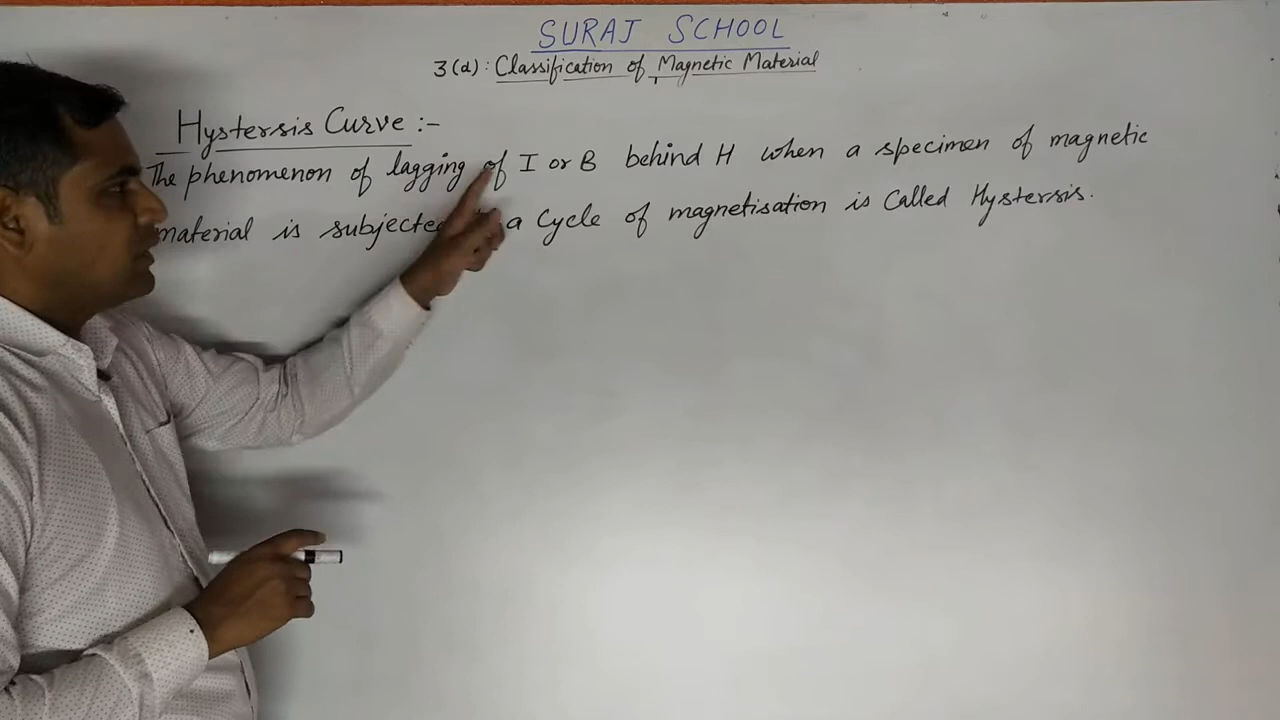 SURAJ SCHOOL
3(d): Classification of Magnetic Material
Hystersis Curve :-
The phenomenon of lagging of I or B behind H when a specimen of magnetic
material is subjected a Cycle of magnetisation is Called Hystersis.